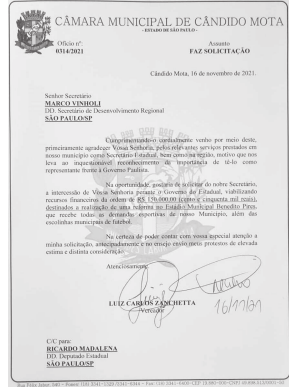 CÂMARA MUNICIPAL DE CÂNDIDO MOTA
- ESTADO DE SÃO PAULO -
Ofício nº:
0314/2021
Assunto
FAZ SOLICITAÇÃO
Cândido Mota, 16 de novembro de 2021.
Senhor Secretário
MARCO VINHOLI
DD. Secretário de Desenvolvimento Regional
SÃO PAULO/SP
Cumprimentando-o cordialmente venho por meio deste,
primeiramente agradecer Vossa Senhoria, pelos relevantes serviços prestados em
nosso município como Secretário Estadual, bem como na região, motivo que nos
leva ao inquestionável reconhecimento de importância de tê-lo como
representante frente à Governo Paulista.
Na oportunidade, gostaria de solicitar do nobre Secretário,
a intercessão de Vossa Senhoria perante o Governo do Estado, viabilizando
recursos financeiros da ordem de R$ 150.000,00 (cento e cinquenta mil reais),
destinados a realização de uma reforma no Estádio Municipal Benedito Pires,
que recebe todas as demandas esportivas de nosso Município, além das
escolinhas municipais de futebol.
Na certeza de poder contar com vossa especial atenção a
minha solicitação, antecipadamente e no ensejo envio meus protestos de elevada
estima e distinta consideração.
Atenciosamente,
LUIZ CARLOS ZANCHETTA
-Vereador-
16/11/21
C/C para:
RICARDO MADALENA
DD. Deputado Estadual
SÃO PAULO/SP